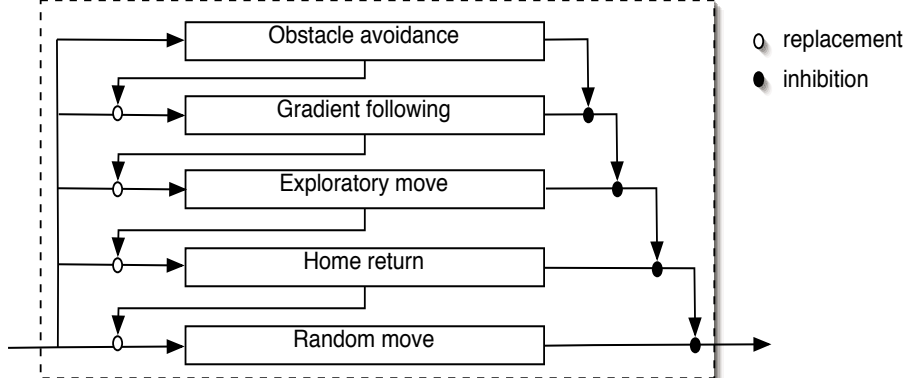 Obstacle avoidance
Gradient following
Exploratory move
Home return
Random move
replacement
inhibition